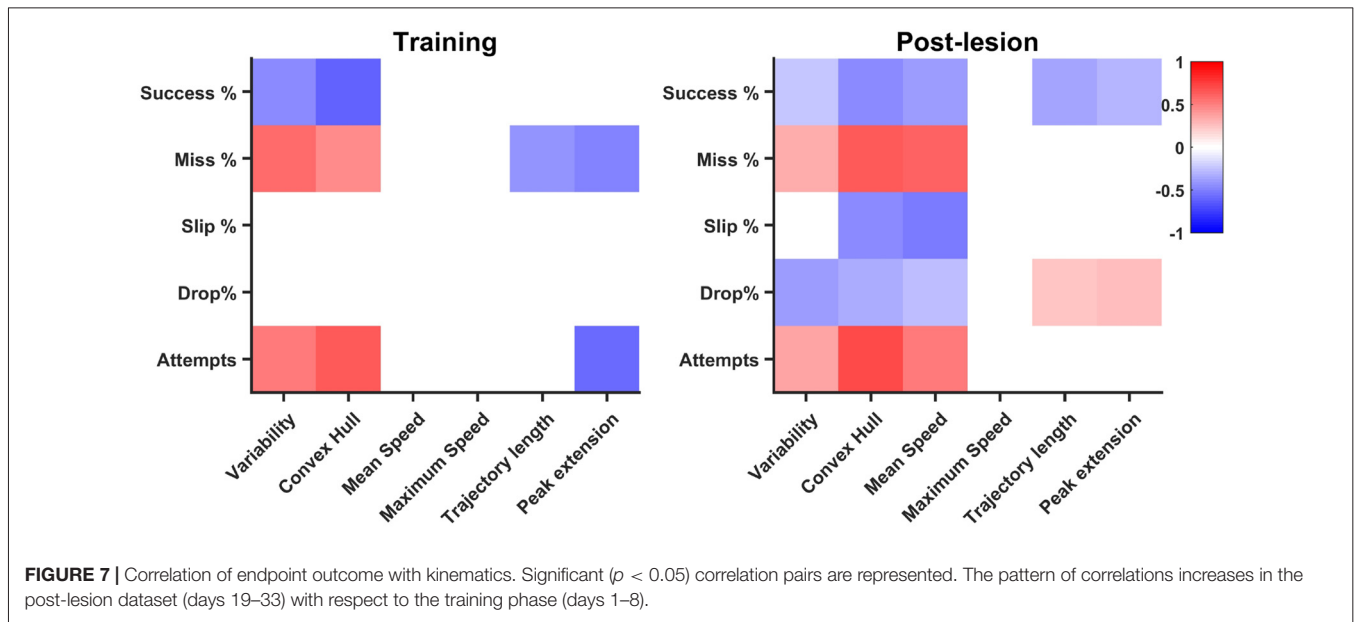 Training
Post-lesion
Success %
Miss %
Slip %
Drop%
Attempts
Variability
Convex Hull
Mean Speed
Maximum Speed
Trajectory length
Peak extension
Success %
Miss %
Slip %
Drop%
Attempts
Variability
Convex Hull
Mean Speed
Maximum Speed
Trajectory length
Peak extension
1
0.5
0
-0.5
-1
FIGURE 7 | Correlation of endpoint outcome with kinematics. Significant (p < 0.05) correlation pairs are represented. The pattern of correlations increases in the
post-lesion dataset (days 19–33) with respect to the training phase (days 1–8).